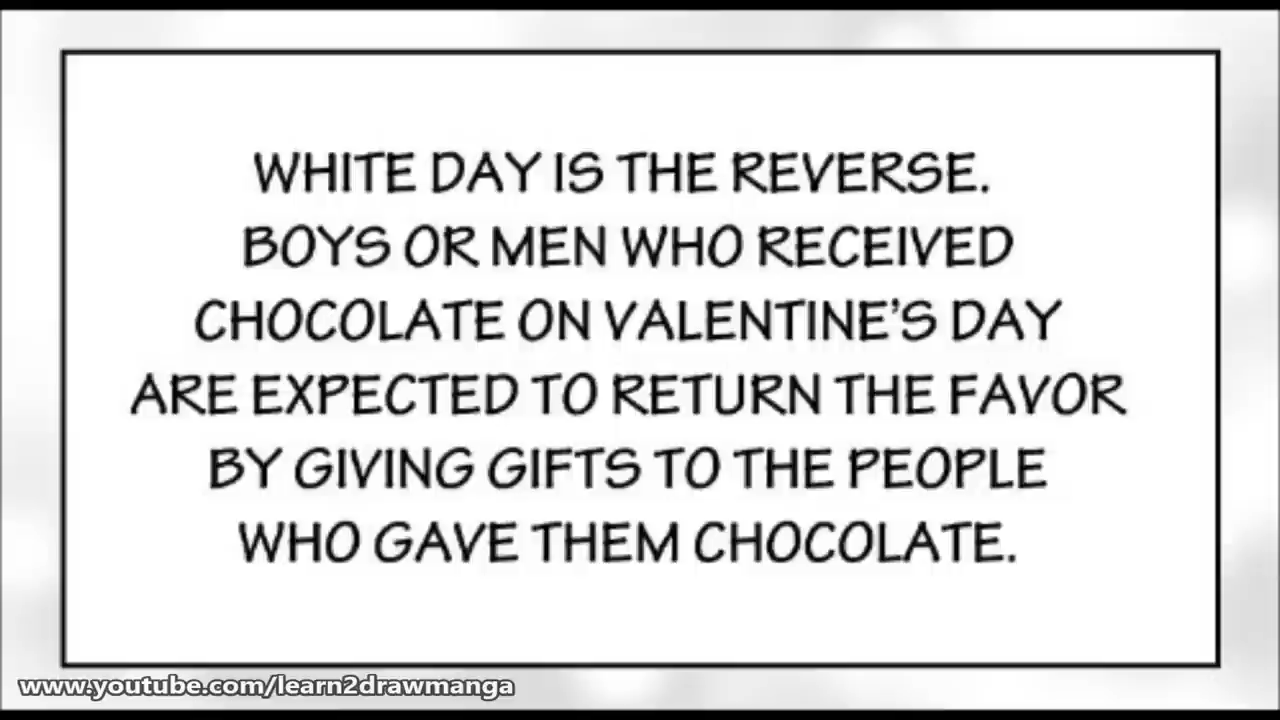 WHITE DAY IS THE REVERSE.
BOYS OR MEN WHO RECEIVED
CHOCOLATE ON VALENTINE'S DAY
ARE EXPECTED TO RETURN THE FAVOR
BY GIVING GIFTS TO THE PEOPLE
WHO GAVE THEM CHOCOLATE.
www.youtube.com/learn2drawmanga